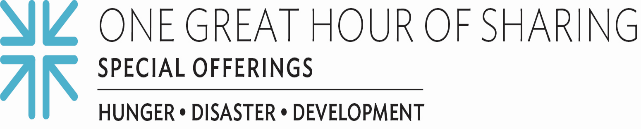 ONE GREAT HOUR OF SHARING
SPECIAL OFFERINGS
HUNGER • DISASTER • DEVELOPMENT